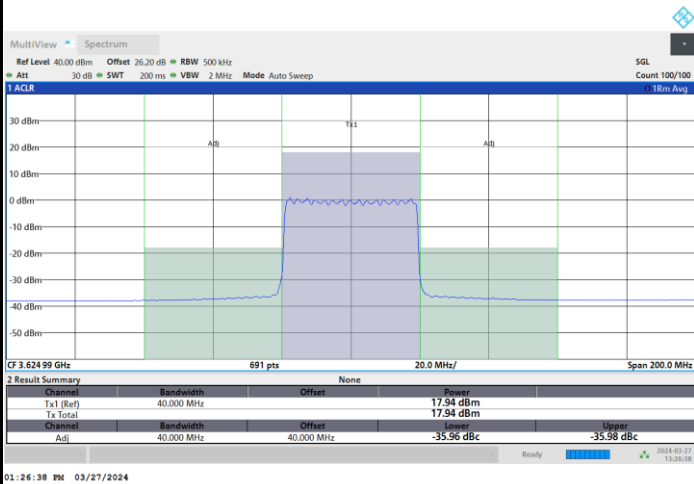 MultiView Spectrum
Ref Level 40.00 dBm Offset 26.20 dB RBW 500 kHz SGL
Att 30 dB SWT 200 ms VBW 2 MHz Mode Auto Sweep Count 100/100
1 ACLR 1Rm Avg
30 dBm
Tx1
20 dBm
Adj Adj
10 dBm
0 dBm
-10 dBm
-20 dBm
-30 dBm
-40 dBm
-50 dBm
CF 3.624 99 GHz 691 pts 20.0 MHz/ Span 200.0 MHz
2 Result Summary None
Channel Bandwidth Offset Power
Tx1 (Ref) 40.000 MHz 17.94 dBm
Tx Total 17.94 dBm
Channel Bandwidth Offset Lower Upper
Adj 40.000 MHz 40.000 MHz -35.96 dBc -35.98 dBc
Ready 2024-03-27
13:26:38
01:26:38 PM 03/27/2024